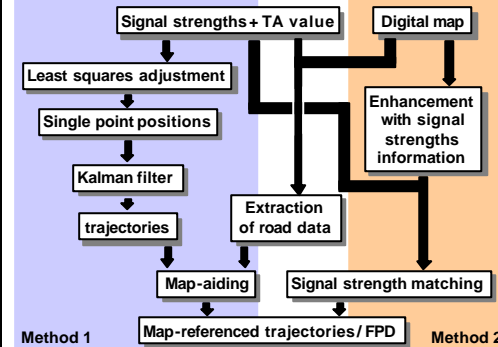 Signal strengths + TA value
Digital map
Least squares adjustment
Enhancement
with signal
strengths
information
Single point positions
Kalman filter
Extraction
of road data
trajectories
Map-aiding
Signal strength matching
Map-referenced trajectories / FPD
Method 1
Method 2